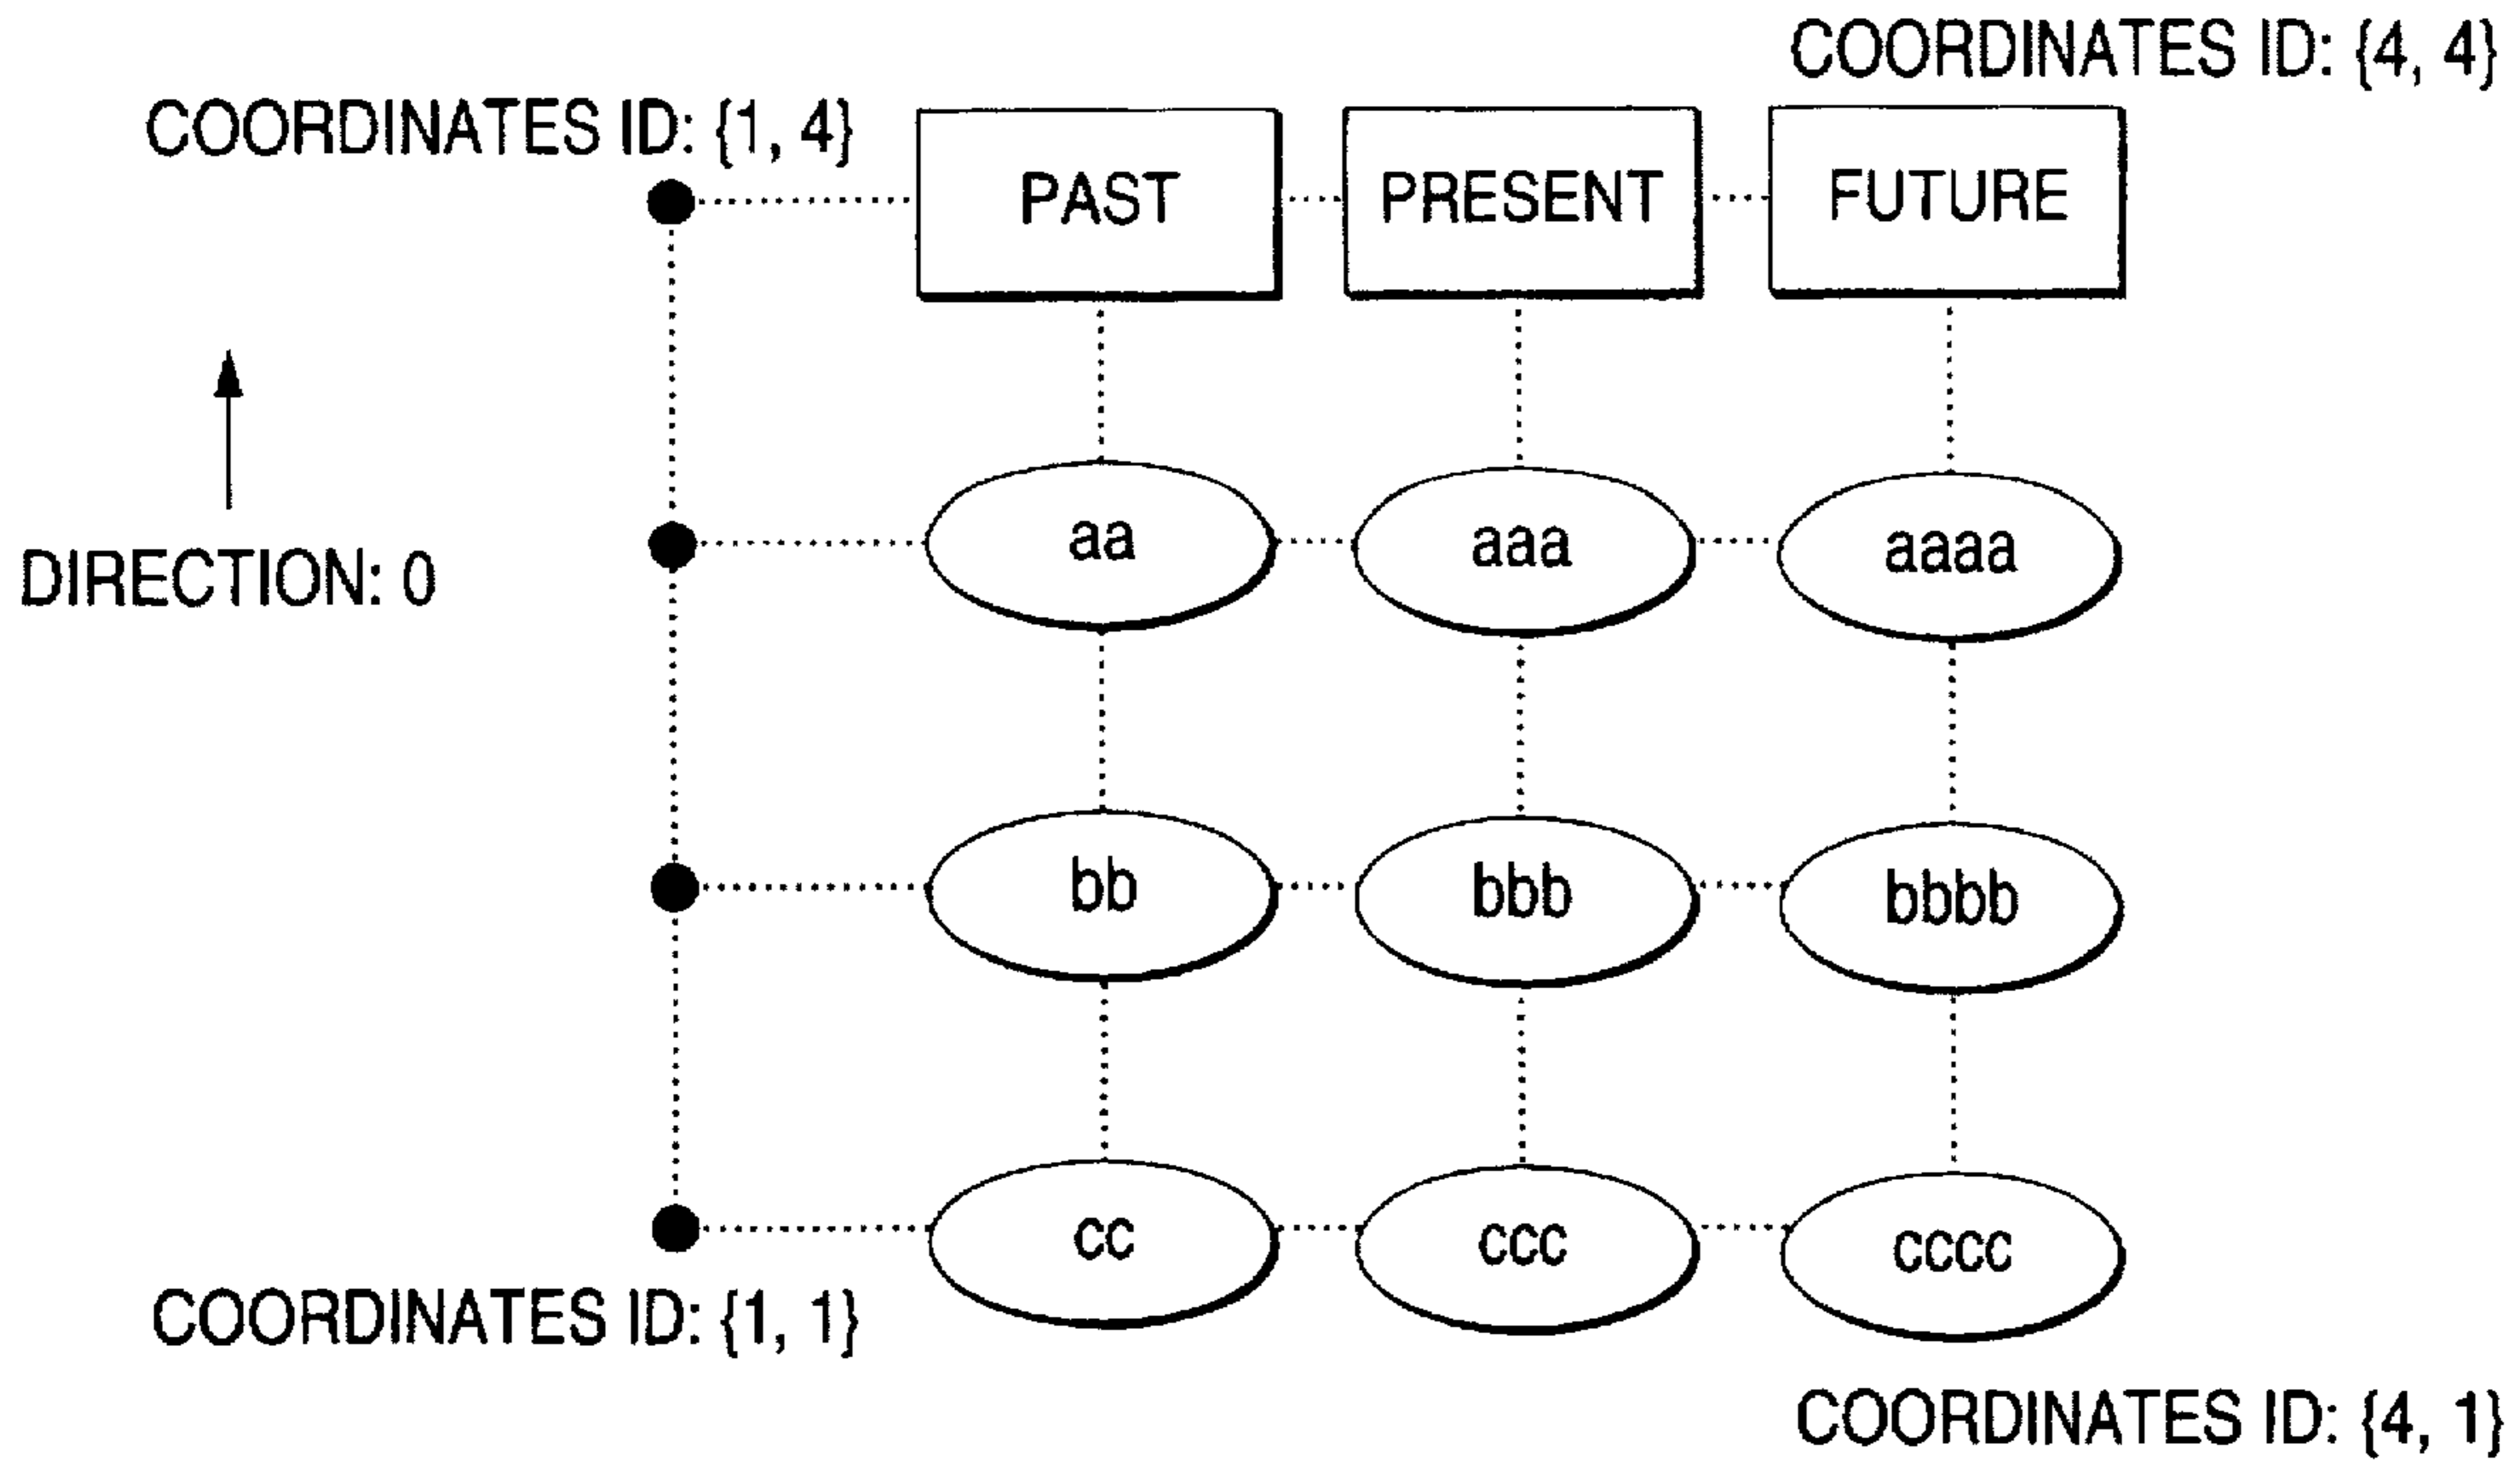 COORDINATES ID: {4, 4}
COORDINATES ID: {1, 4}
PAST
PRESENT
FUTURE
DIRECTION: 0
aa
aaa
aaaa
bb
bbb
bbbb
cc
ccc
cccc
COORDINATES ID: {1, 1}
COORDINATES ID: {4, 1}